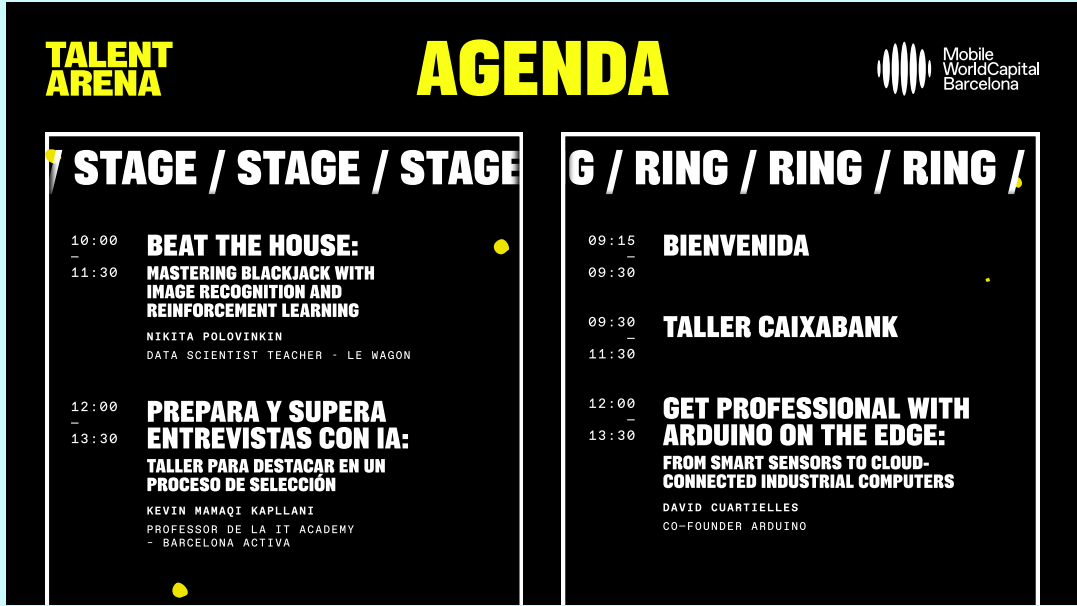 TALENT
ARENA
AGENDA
Mobile
WorldCapital
Barcelona
/ STAGE / STAGE / STAGE
10:00
–
11:30
BEAT THE HOUSE:
MASTERING BLACKJACK WITH
IMAGE RECOGNITION AND
REINFORCEMENT LEARNING
NIKITA POLOVINKIN
DATA SCIENTIST TEACHER - LE WAGON
12:00
–
13:30
PREPARA Y SUPERA
ENTREVISTAS CON IA:
TALLER PARA DESTACAR EN UN
PROCESO DE SELECCIÓN
KEVIN MAMAQI KAPLLANI
PROFESSOR DE LA IT ACADEMY
- BARCELONA ACTIVA
G / RING / RING / RING /
09:15
–
09:30
BIENVENIDA
09:30
–
11:30
TALLER CAIXABANK
12:00
–
13:30
GET PROFESSIONAL WITH
ARDUINO ON THE EDGE:
FROM SMART SENSORS TO CLOUD-
CONNECTED INDUSTRIAL COMPUTERS
DAVID CUARTIELLES
CO-FOUNDER ARDUINO